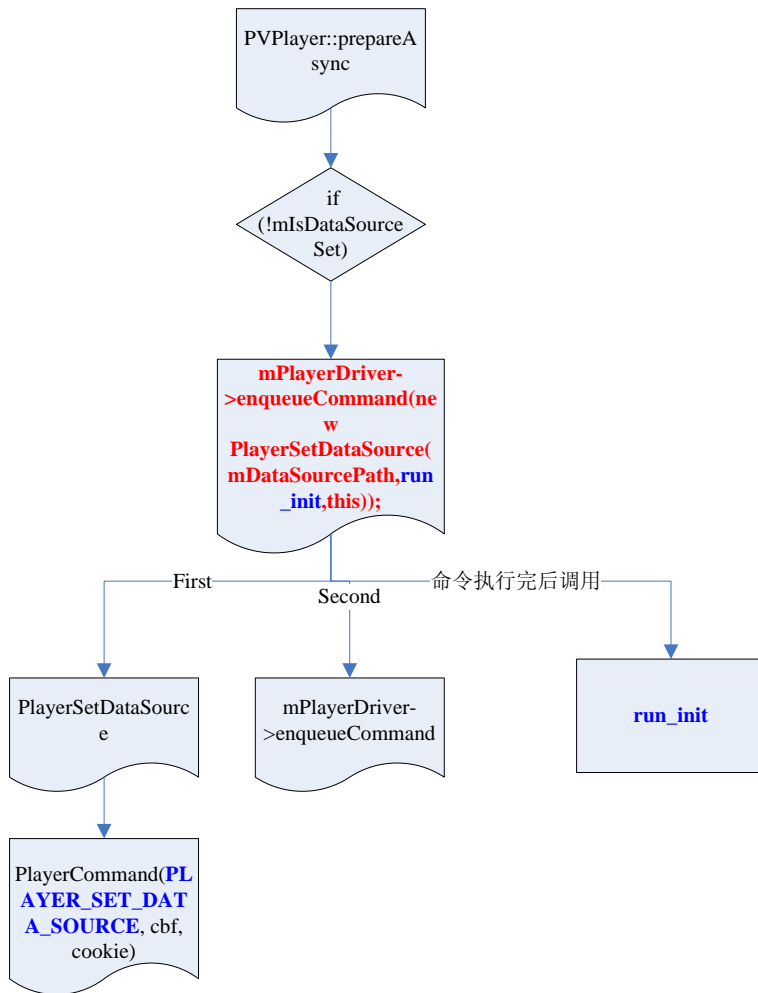 PVPlayer::prepareA
sync
if
(!mIsDataSource
Set)
mPlayerDriver-
>enqueueCommand(ne
w
PlayerSetDataSource(
mDataSourcePath,run
_init,this));
First
Second
命令执行完后调用
PlayerSetDataSourc
e
mPlayerDriver-
>enqueueCommand
run_init
PlayerCommand(PL
AYER_SET_DAT
A_SOURCE, cbf,
cookie)